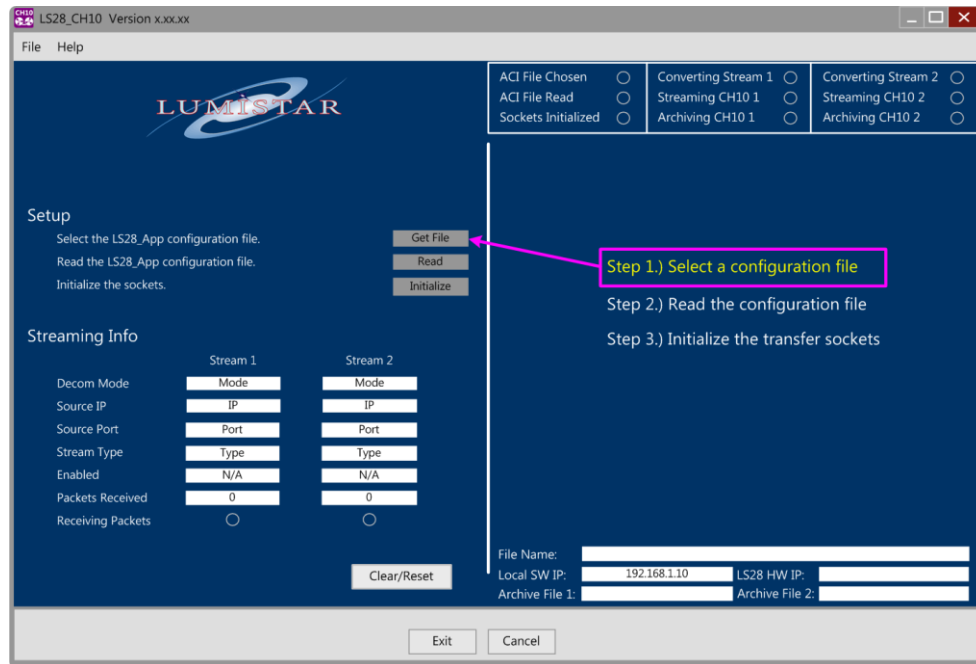 CH10
LS28_CH10 Version x.xx.xx
File Help
LUMISTAR
ACI File Chosen
ACI File Read
Sockets Initialized
Converting Stream 1
Streaming CH10 1
Archiving CH10 1
Converting Stream 2
Streaming CH10 2
Archiving CH10 2
Setup
Select the LS28_App configuration file. Get File
Read the LS28_App configuration file. Read
Initialize the sockets. Initialize
Step 1.) Select a configuration file
Step 2.) Read the configuration file
Step 3.) Initialize the transfer sockets
Streaming Info
Stream 1 Stream 2
Decom Mode Mode Mode
Source IP IP IP
Source Port Port Port
Stream Type Type Type
Enabled N/A N/A
Packets Received 0 0
Receiving Packets
Clear/Reset
File Name:
Local SW IP: 192.168.1.10 LS28 HW IP:
Archive File 1: Archive File 2:
Exit Cancel